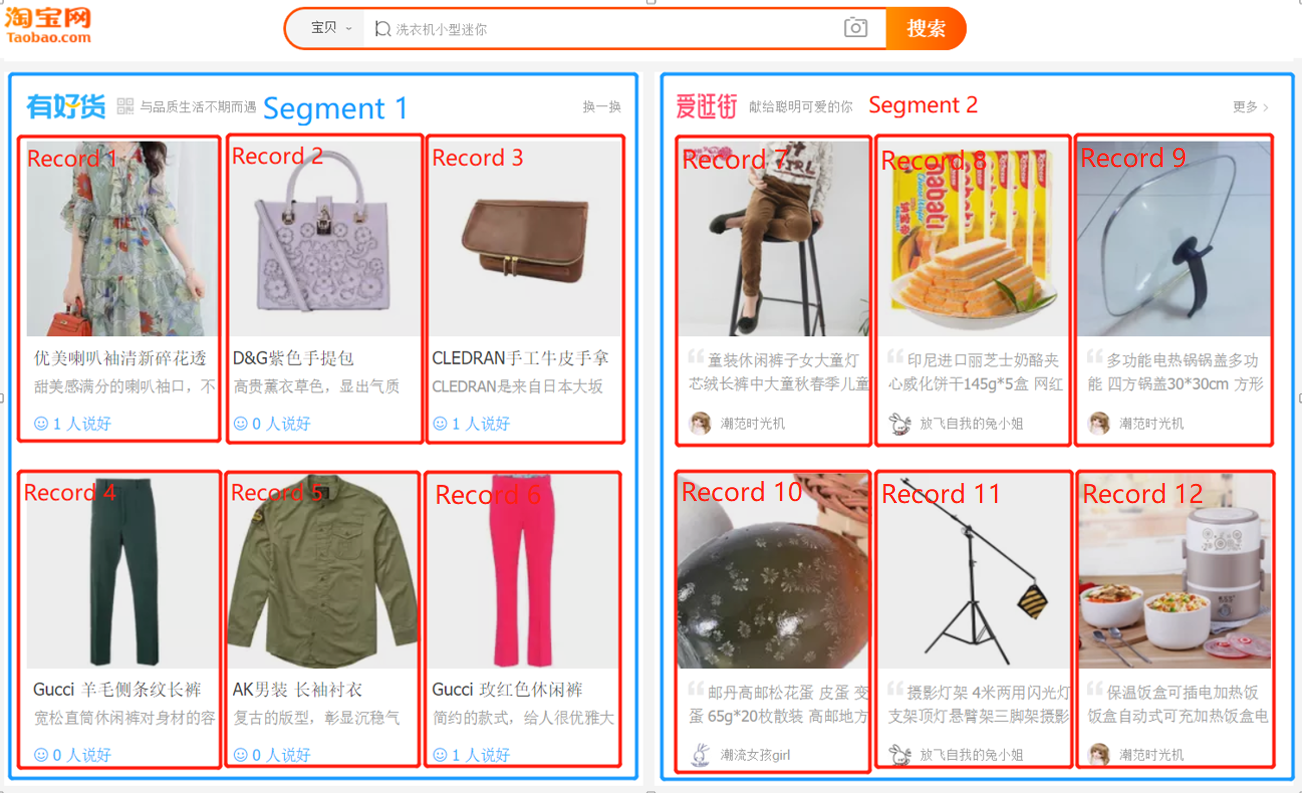 淘宝网
Taobao.com
宝贝
洗衣机小型迷你
搜索
有好货
与品质生活不期而遇
Segment 1
换一换
Record 1
Record 2
Record 3
优美喇叭袖清新碎花透
甜美感满分的喇叭袖口，不
1 人说好
D&G紫色手提包
高贵薰衣草色，显出气质
0 人说好
CLEDRAN手工牛皮手拿
CLEDRAN是来自日本大坂
1 人说好
Record 4
Record 5
Record 6
Gucci 羊毛侧条纹长裤
宽松直筒休闲裤对身材的容
0 人说好
AK男装 长袖衬衣
复古的版型，彰显沉稳气
0 人说好
Gucci 玫红色休闲裤
简约的款式，给人很优雅大
1 人说好
爱逛街
献给聪明可爱的你
Segment 2
更多 >
Record 7
Record 8
nabati
Record 9
童装休闲裤子女大童灯
芯绒长裤中大童秋春季儿童
潮范时光机
印尼进口丽芝士奶酪夹
心威化饼干145g*5盒 网红
放飞自我的兔小姐
多功能电热锅锅盖多功
能 四方锅盖30*30cm 方形
潮范时光机
Record 10
Record 11
Record 12
邮丹高邮松花蛋 皮蛋 变
蛋 65g*20枚散装 高邮地方
潮流女孩girl
摄影灯架 4米两用闪光灯
支架顶灯悬臂架三脚架摄影
放飞自我的兔小姐
保温饭盒可插电加热饭
饭盒自动式可充加热饭盒电
潮范时光机